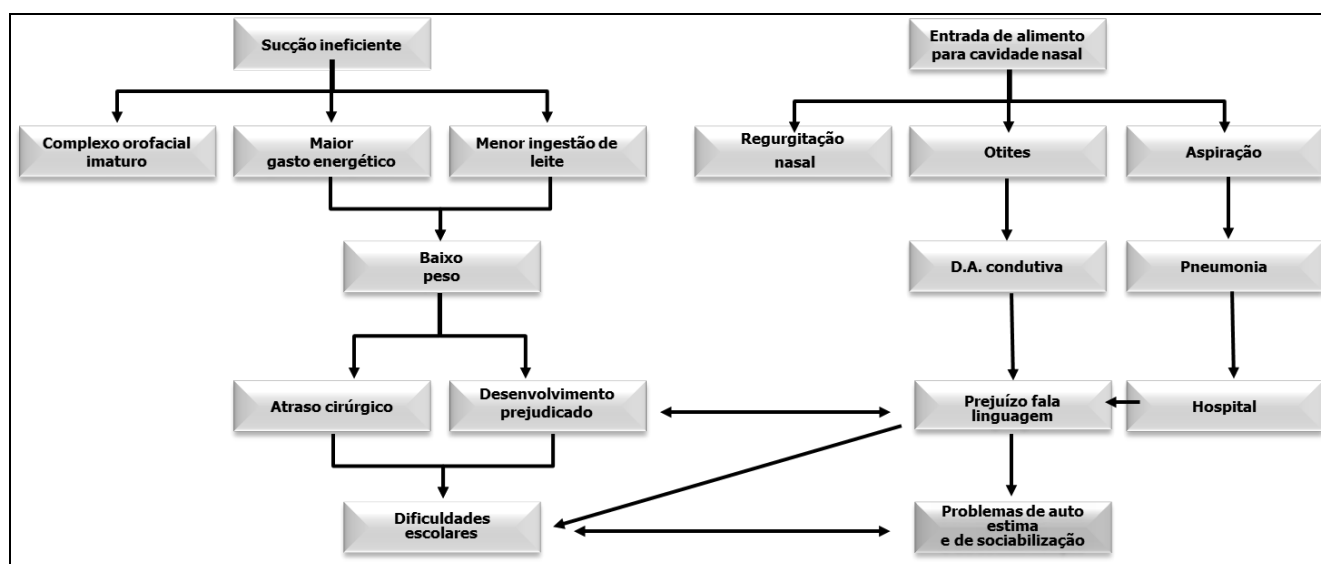 Sucção ineficiente
Entrada de alimento
para cavidade nasal
Complexo orofacial
imaturo
Maior
gasto energético
Menor ingestão de
leite
Regurgitação
nasal
Otites
Aspiração
Baixo
peso
D.A. condutiva
Pneumonia
Atraso cirúrgico
Desenvolvimento
prejudicado
Prejuízo fala
linguagem
Hospital
Dificuldades
escolares
Problemas de auto
estima
e de sociabilização